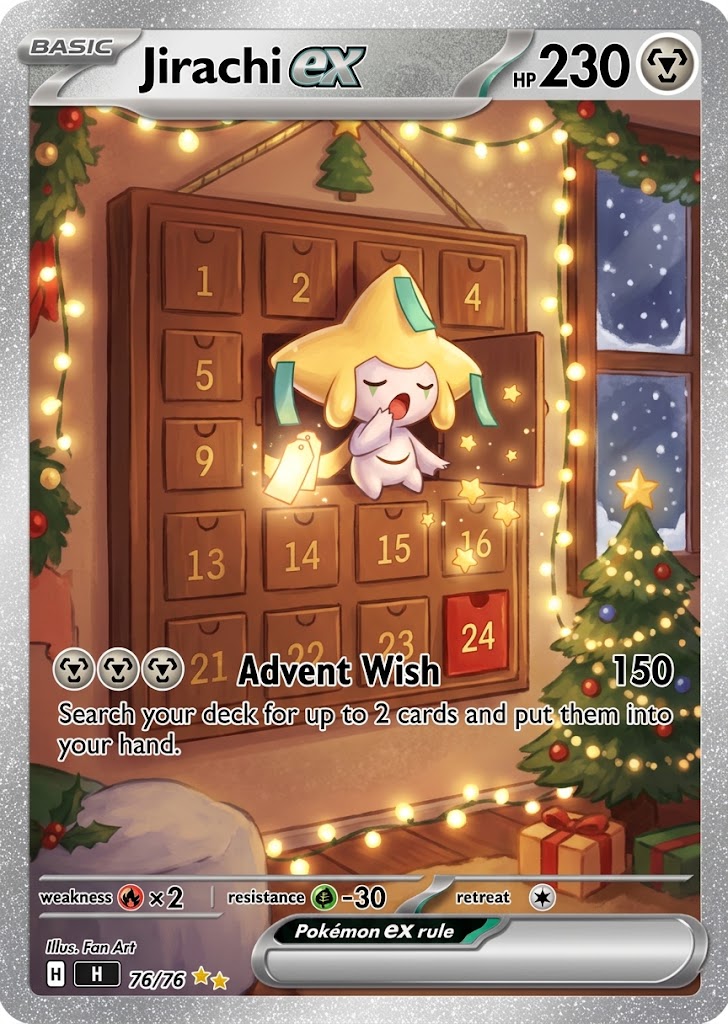 BASIC
Jirachi ex
HP 230
1
2
4
5
9
13
14
15
16
21
22
23
24
Advent Wish 150
Search your deck for up to 2 cards and put them into
your hand.
weakness ×2 resistance -30 retreat
Pokémon ex rule
Illus. Fan Art
H H 76/76